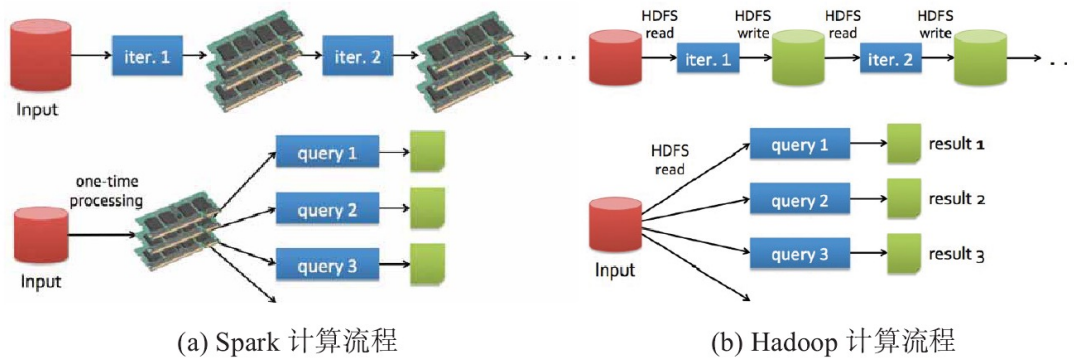 iter. 1
iter. 2
. . .
Input
one-time
processing
query 1
query 2
query 3
Input
(a) Spark 计算流程
HDFS
read
HDFS
write
HDFS
read
HDFS
write
iter. 1
iter. 2
. .
Input
HDFS
read
query 1
result 1
query 2
result 2
query 3
result 3
Input
(b) Hadoop 计算流程